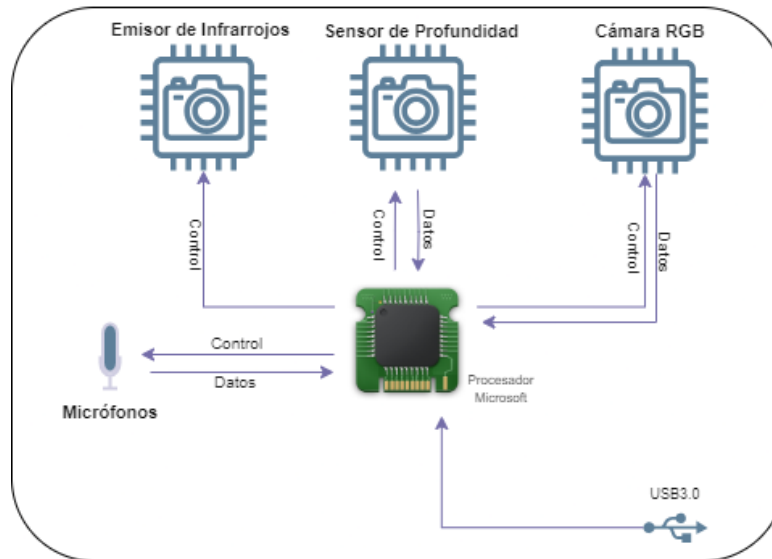 Emisor de Infrarrojos
Sensor de Profundidad
Cámara RGB
Control
Control
Datos
Control
Datos
Control
Datos
Micrófonos
Procesador
Microsoft
USB3.0